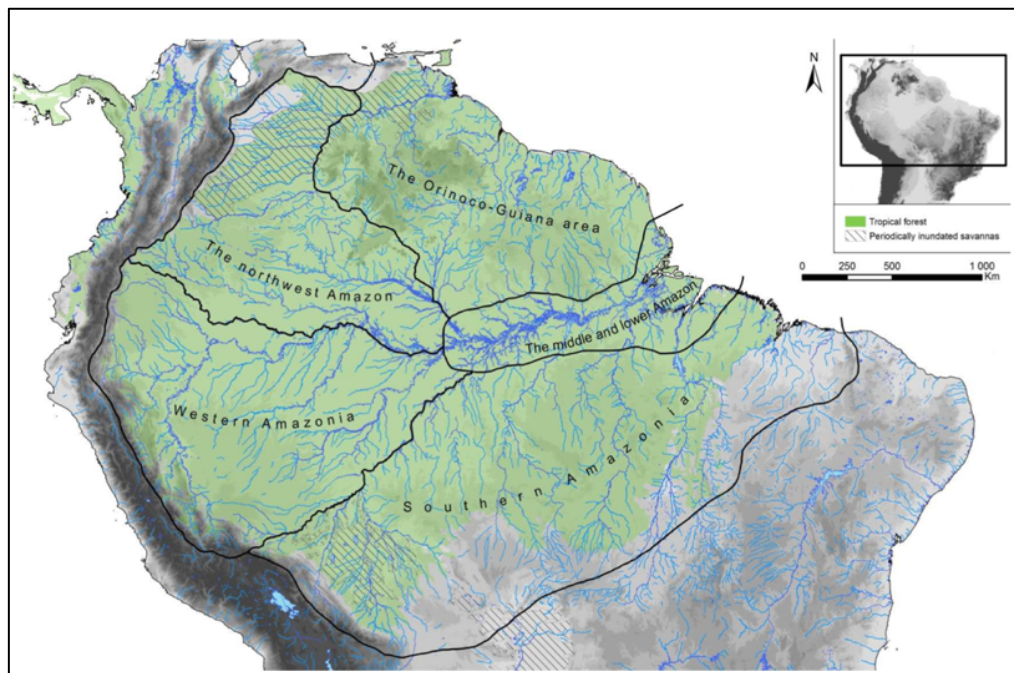 N
Tropical forest
Periodically inundated savannas
0 250 500 1 000
Km
The Orinoco-Guiana area
The northwest Amazon
The middle and lower Amazon
Western Amazonia
Southern Amazonia